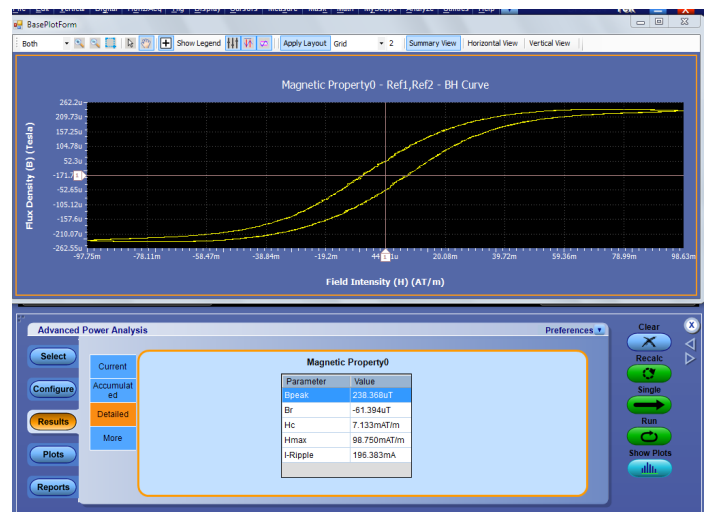 BasePlotForm
Both Show Legend Apply Layout Grid 2 Summary View Horizontal View Vertical View
Magnetic Property0 - Ref1,Ref2 - BH Curve
Flux Density (B) (Tesla)
262.2u
209.73u
157.25u
104.78u
52.3u
-52.65u
-105.12u
-157.6u
-210.07u
-262.55u
-97.75m -78.11m -58.47m -38.84m -19.2m 20.08m 39.72m 59.36m 78.99m 98.63m
Field Intensity (H) (AT/m)
Advanced Power Analysis Preferences
Select
Configure
Results
Plots
Reports
Current
Accumulat
ed
Detailed
More
Magnetic Property0
Parameter Value
Bpeak 238.368uT
Br -61.394uT
Hc 7.133mAT/m
Hmax 98.750mAT/m
I-Ripple 196.383mA
Clear X
Recalc
Single
Run
Show Plots